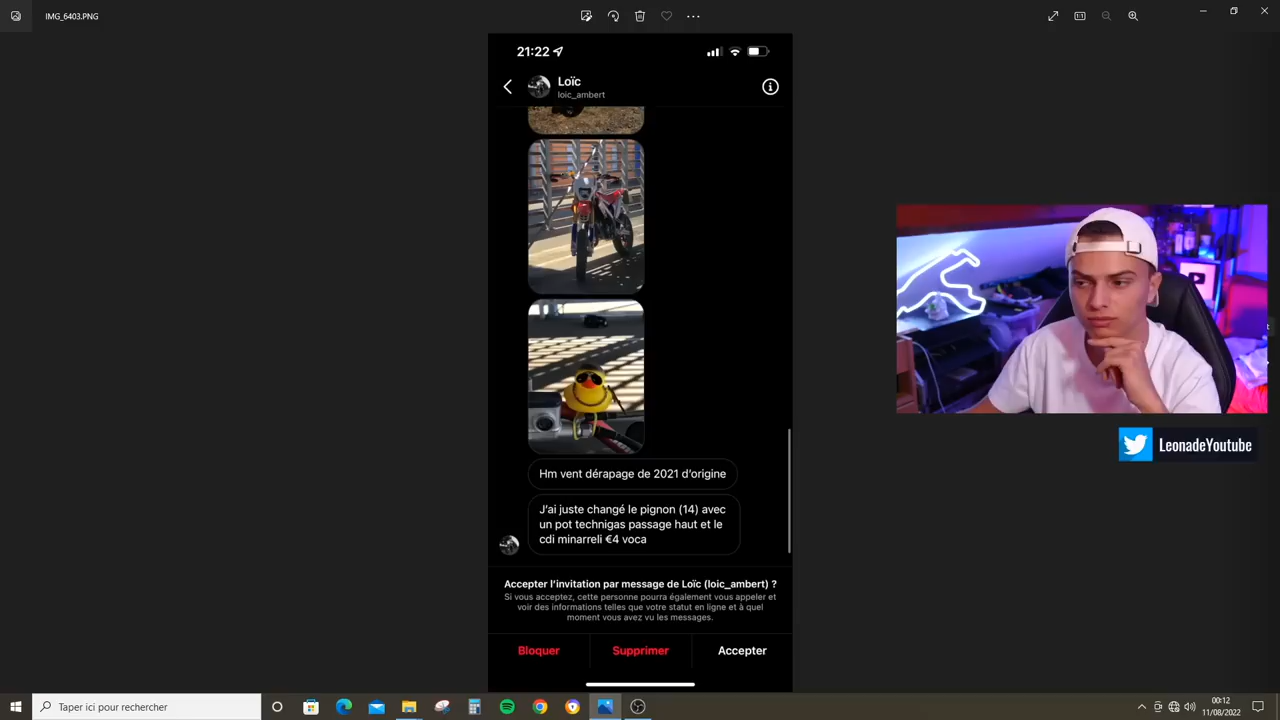 IMG_6403.PNG
21:22
Loïc
loic_ambert
Hm vent dérapage de 2021 d'origine
J'ai juste changé le pignon (14) avec
un pot technigas passage haut et le
cdi minarreli €4 voca
Accepter l'invitation par message de Loïc (loic_ambert) ?
Si vous acceptez, cette personne pourra également vous appeler et
voir des informations telles que votre statut en ligne et à quel
moment vous avez vu les messages.
Bloquer
Supprimer
Accepter
LeonadeYoutube
Taper ici pour rechercher
00:12
11/08/2022